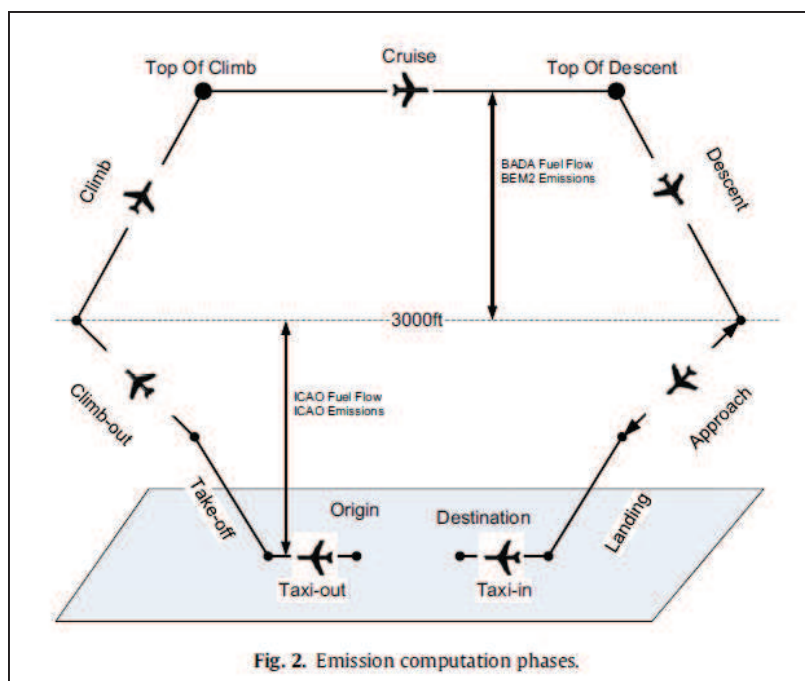 Cruise
Top Of Climb
Top Of Descent
Climb
BADA Fuel Flow
BEM2 Emissions
Descent
3000ft
Climb-out
ICAO Fuel Flow
ICAO Emissions
Approach
Take-off
Origin
Destination
Landing
Taxi-out
Taxi-in
Fig. 2. Emission computation phases.